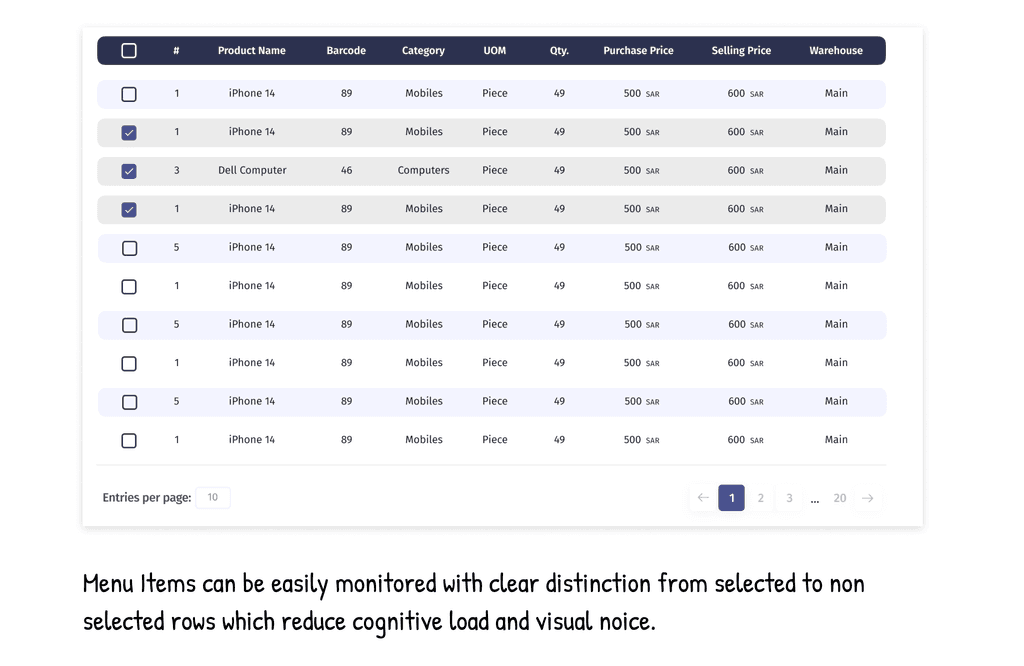 # Product Name Barcode Category UOM Qty. Purchase Price Selling Price Warehouse
1 iPhone 14 89 Mobiles Piece 49 500 SAR 600 SAR Main
1 iPhone 14 89 Mobiles Piece 49 500 SAR 600 SAR Main
3 Dell Computer 46 Computers Piece 49 500 SAR 600 SAR Main
1 iPhone 14 89 Mobiles Piece 49 500 SAR 600 SAR Main
5 iPhone 14 89 Mobiles Piece 49 500 SAR 600 SAR Main
1 iPhone 14 89 Mobiles Piece 49 500 SAR 600 SAR Main
5 iPhone 14 89 Mobiles Piece 49 500 SAR 600 SAR Main
1 iPhone 14 89 Mobiles Piece 49 500 SAR 600 SAR Main
5 iPhone 14 89 Mobiles Piece 49 500 SAR 600 SAR Main
1 iPhone 14 89 Mobiles Piece 49 500 SAR 600 SAR Main
Entries per page: 10 ← 1 2 3 ... 20 →
Menu Items can be easily monitored with clear distinction from selected to non
selected rows which reduce cognitive load and visual noice.